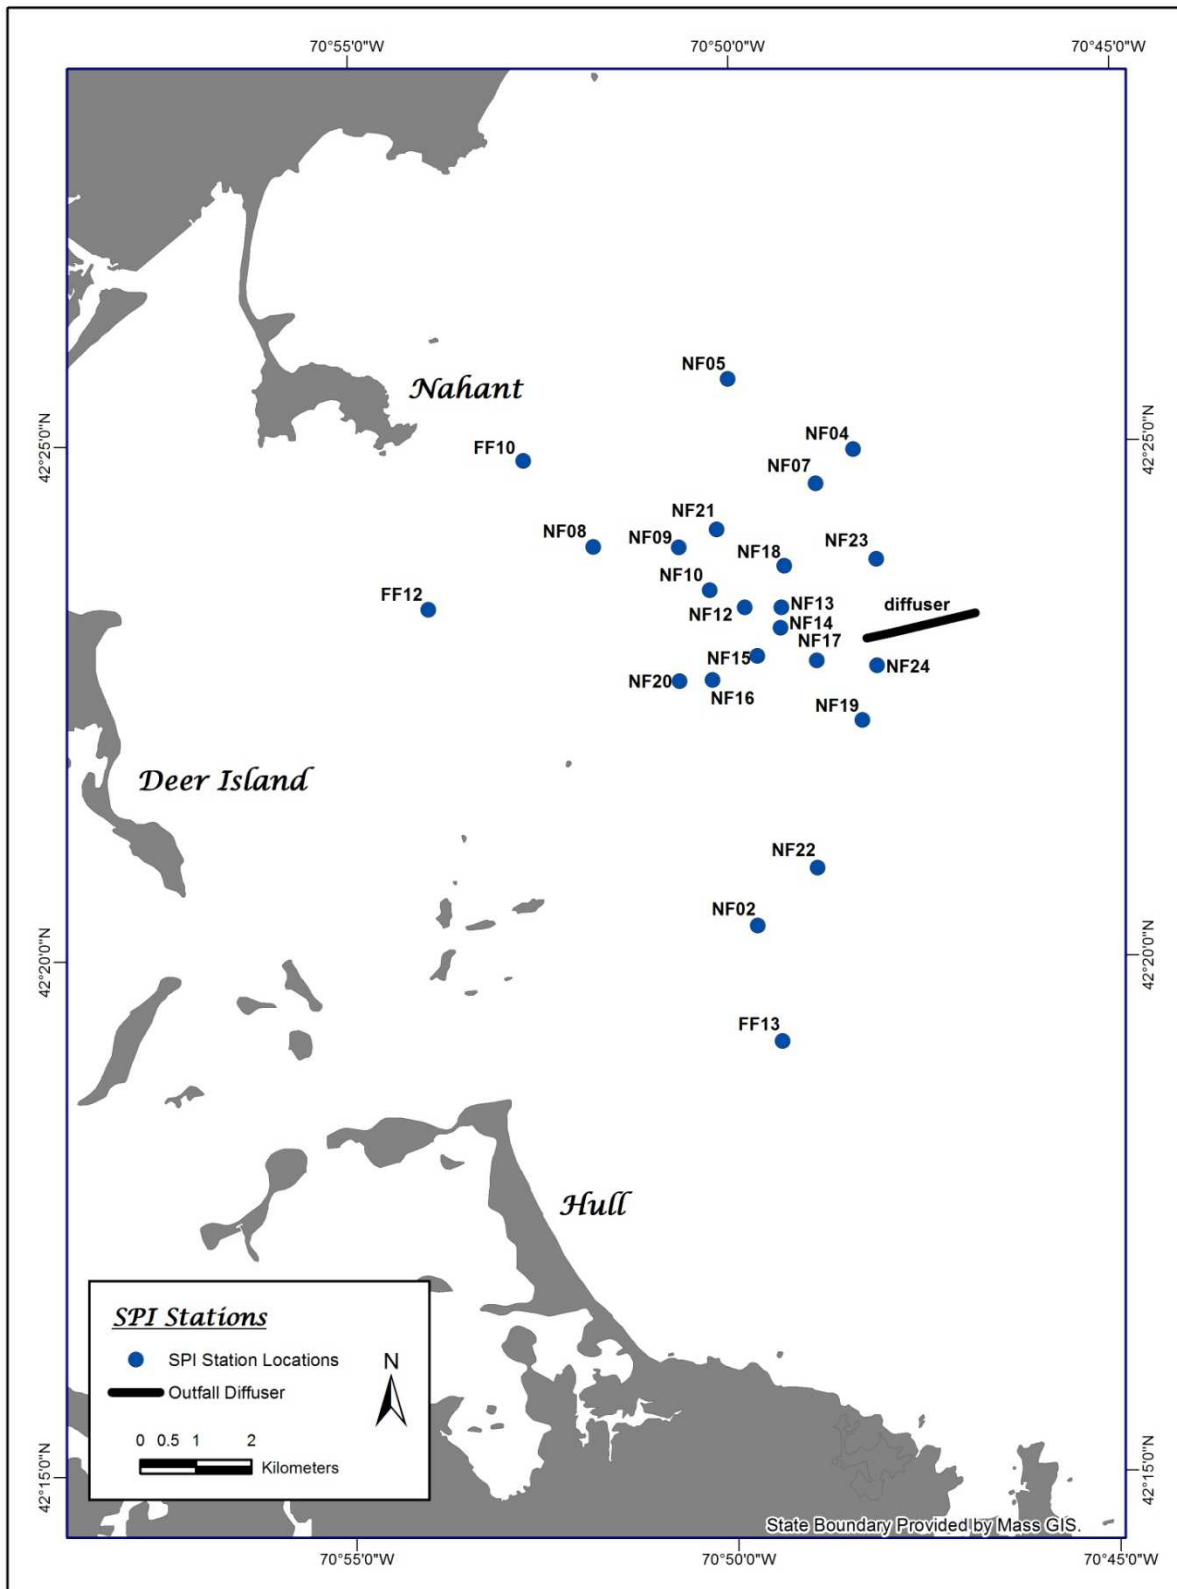 70°55'0"W 70°50'0"W 70°45'0"W
NF05
Nahant
NF04
42°25'0"N 42°25'0"N
FF10
NF07
NF21
NF08 NF09
NF18 NF23
NF10
FF12
NF12 NF13
diffuser
NF14
NF17
NF15
NF24
NF20
NF16
NF19
Deer Island
NF22
NF02
42°20'0"N 42°20'0"N
FF13
Hull
SPI Stations
SPI Station Locations
N
Outfall Diffuser
0 0.5 1 2
Kilometers
42°15'0"N 42°15'0"N
State Boundary Provided by Mass GIS.
70°55'0"W 70°50'0"W 70°45'0"W